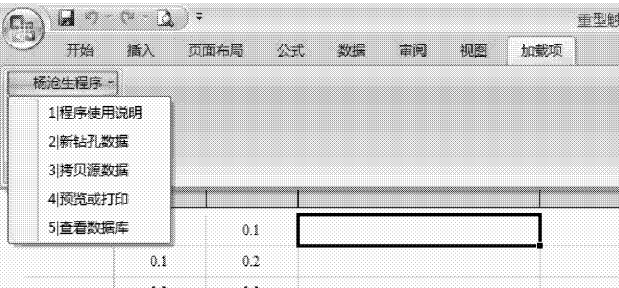 重型触
开始 插入 页面布局 公式 数据 审阅 视图 加载项
杨沧生程序
1|程序使用说明
2|新钻孔数据
3|拷贝源数据
4|预览或打印
5|查看数据库
0.1
0.1 0.2